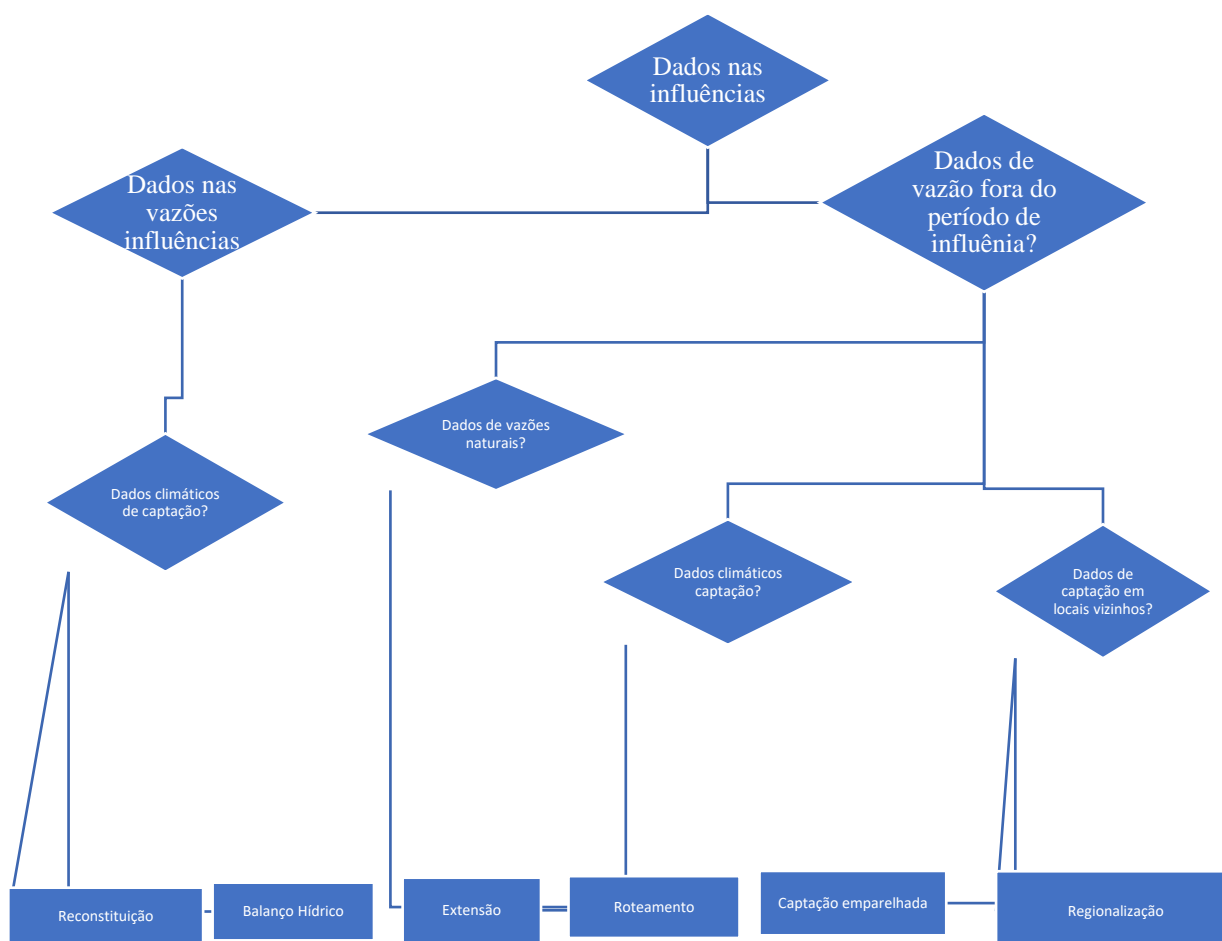 Dados nas
influências
Dados nas
vazões
influências
Dados de
vazão fora do
período de
influênia?
Dados de vazões
naturais?
Dados climáticos
de captação?
Dados climáticos
captação?
Dados de
captação em
locais vizinhos?
Reconstituição
Balanço Hídrico
Extensão
Roteamento
Captação emparelhada
Regionalização